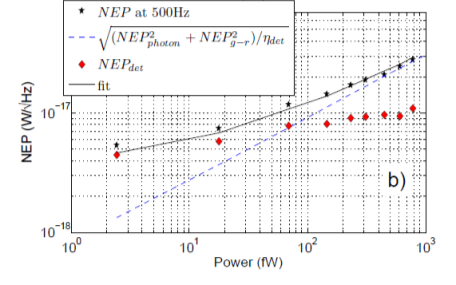 NEP at 500Hz
√(NEP²photon + NEP²g−r)/ηdet
NEPdet
fit
NEP (W/√Hz)
10⁻¹⁷
10⁻¹⁸
b)
10⁰ 10¹ 10² 10³
Power (fW)